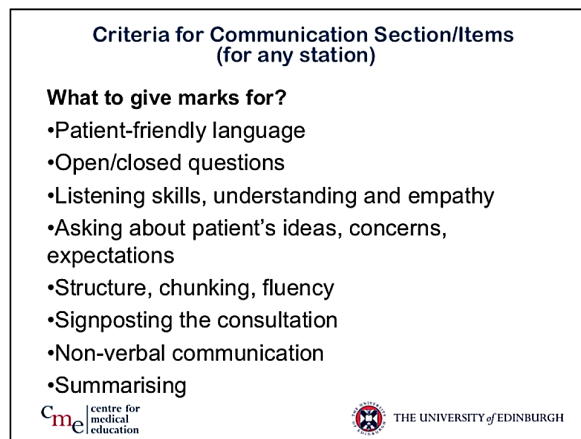 Criteria for Communication Section/Items
(for any station)
What to give marks for?
•Patient-friendly language
•Open/closed questions
•Listening skills, understanding and empathy
•Asking about patient's ideas, concerns,
expectations
•Structure, chunking, fluency
•Signposting the consultation
•Non-verbal communication
•Summarising
cme
centre for
medical
education
THE UNIVERSITY of EDINBURGH